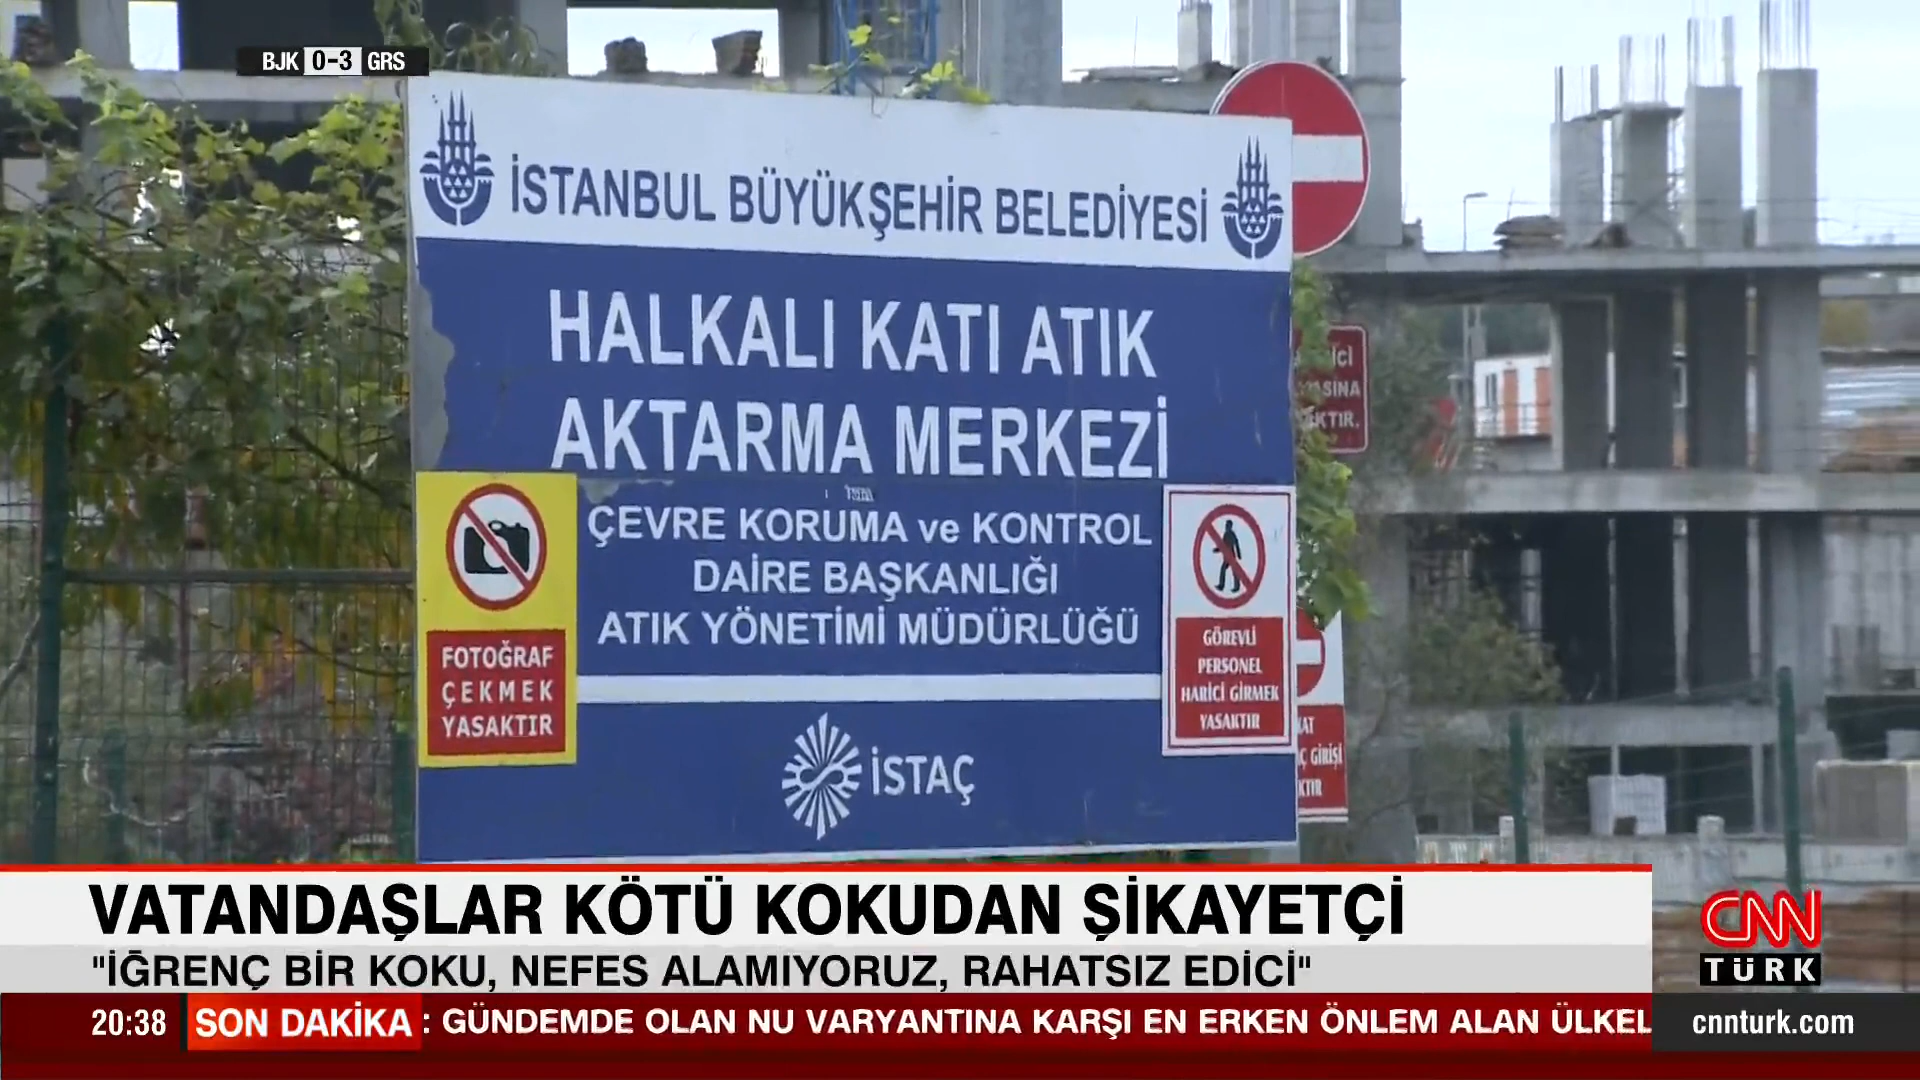 BJK 0-3 GRS
İSTANBUL BÜYÜKŞEHİR BELEDİYESİ
HALKALI KATI ATIK
AKTARMA MERKEZİ
ÇEVRE KORUMA ve KONTROL
DAİRE BAŞKANLIĞI
ATIK YÖNETİMİ MÜDÜRLÜĞÜ
FOTOĞRAF
ÇEKMEK
YASAKTIR
GÖREVLİ
PERSONEL
HARİCİ GİRMEK
YASAKTIR
İSTAÇ
VATANDAŞLAR KÖTÜ KOKUDAN ŞİKAYETÇİ
"İĞRENÇ BİR KOKU, NEFES ALAMIYORUZ, RAHATSIZ EDİCİ"
CNN
TÜRK
20:38 SON DAKİKA : GÜNDEMDE OLAN NU VARYANTINA KARŞI EN ERKEN ÖNLEM ALAN ÜLKEL
cnnturk.com